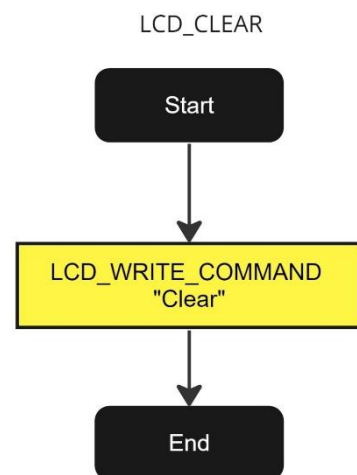 LCD_CLEAR
Start
LCD_WRITE_COMMAND
"Clear"
End